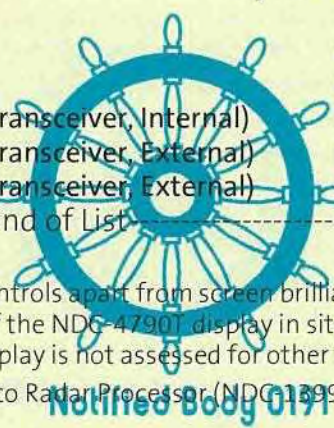 ransceiver, Internal)
ransceiver, External)
ransceiver, External)
nd of List--------------------
ntrols apart from screen brillia
f the NDC-4790T display in sit
play is not assessed for other
to Radar Processor (NDC-1399
Notified Body 0191